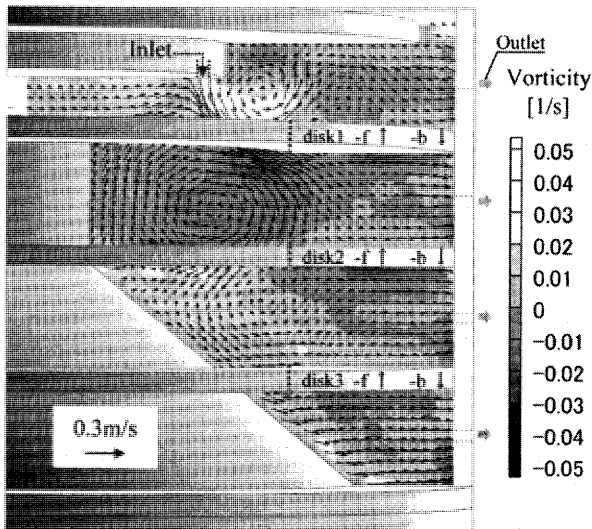 Inlet
Outlet
Vorticity
[1/s]
disk1 -f ↑ -b ↓
disk2 -f ↑ -b ↓
disk3 -f ↑ -b ↓
0.3m/s
0.05
0.04
0.03
0.02
0.01
0
-0.01
-0.02
-0.03
-0.04
-0.05